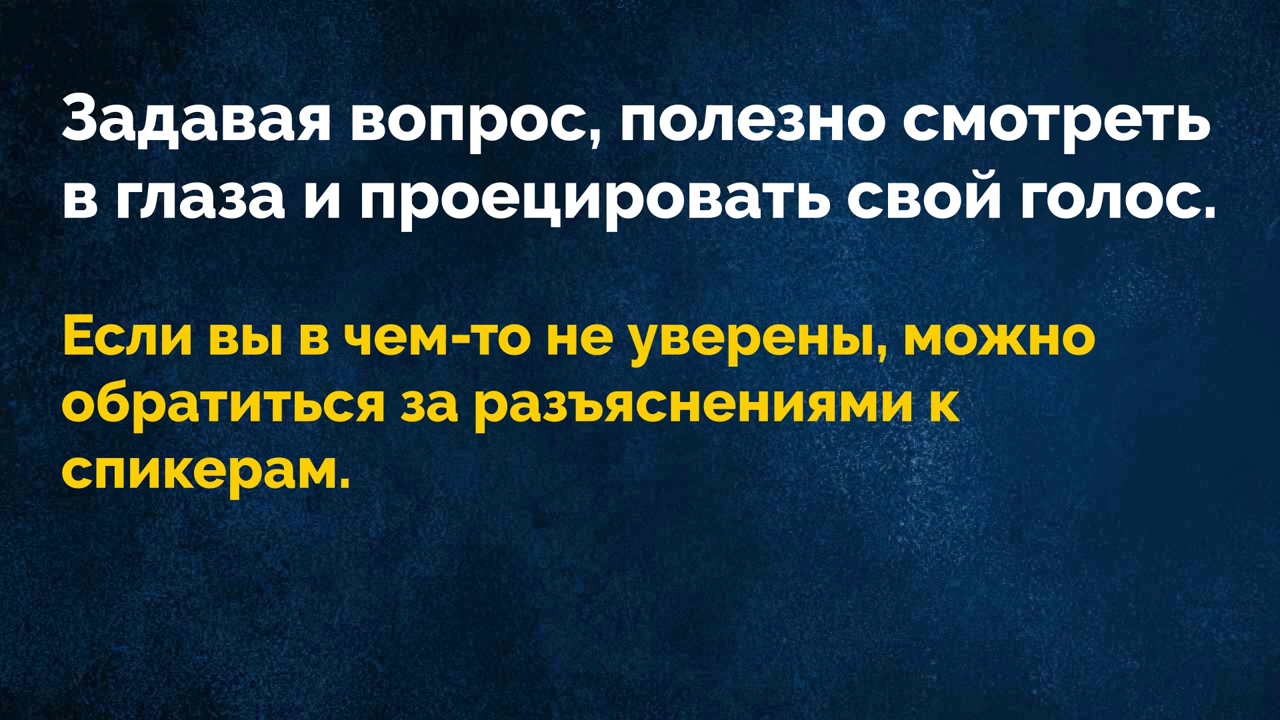 Задавая вопрос, полезно смотреть
в глаза и проецировать свой голос.
Если вы в чем-то не уверены, можно
обратиться за разъяснениями к
спикерам.